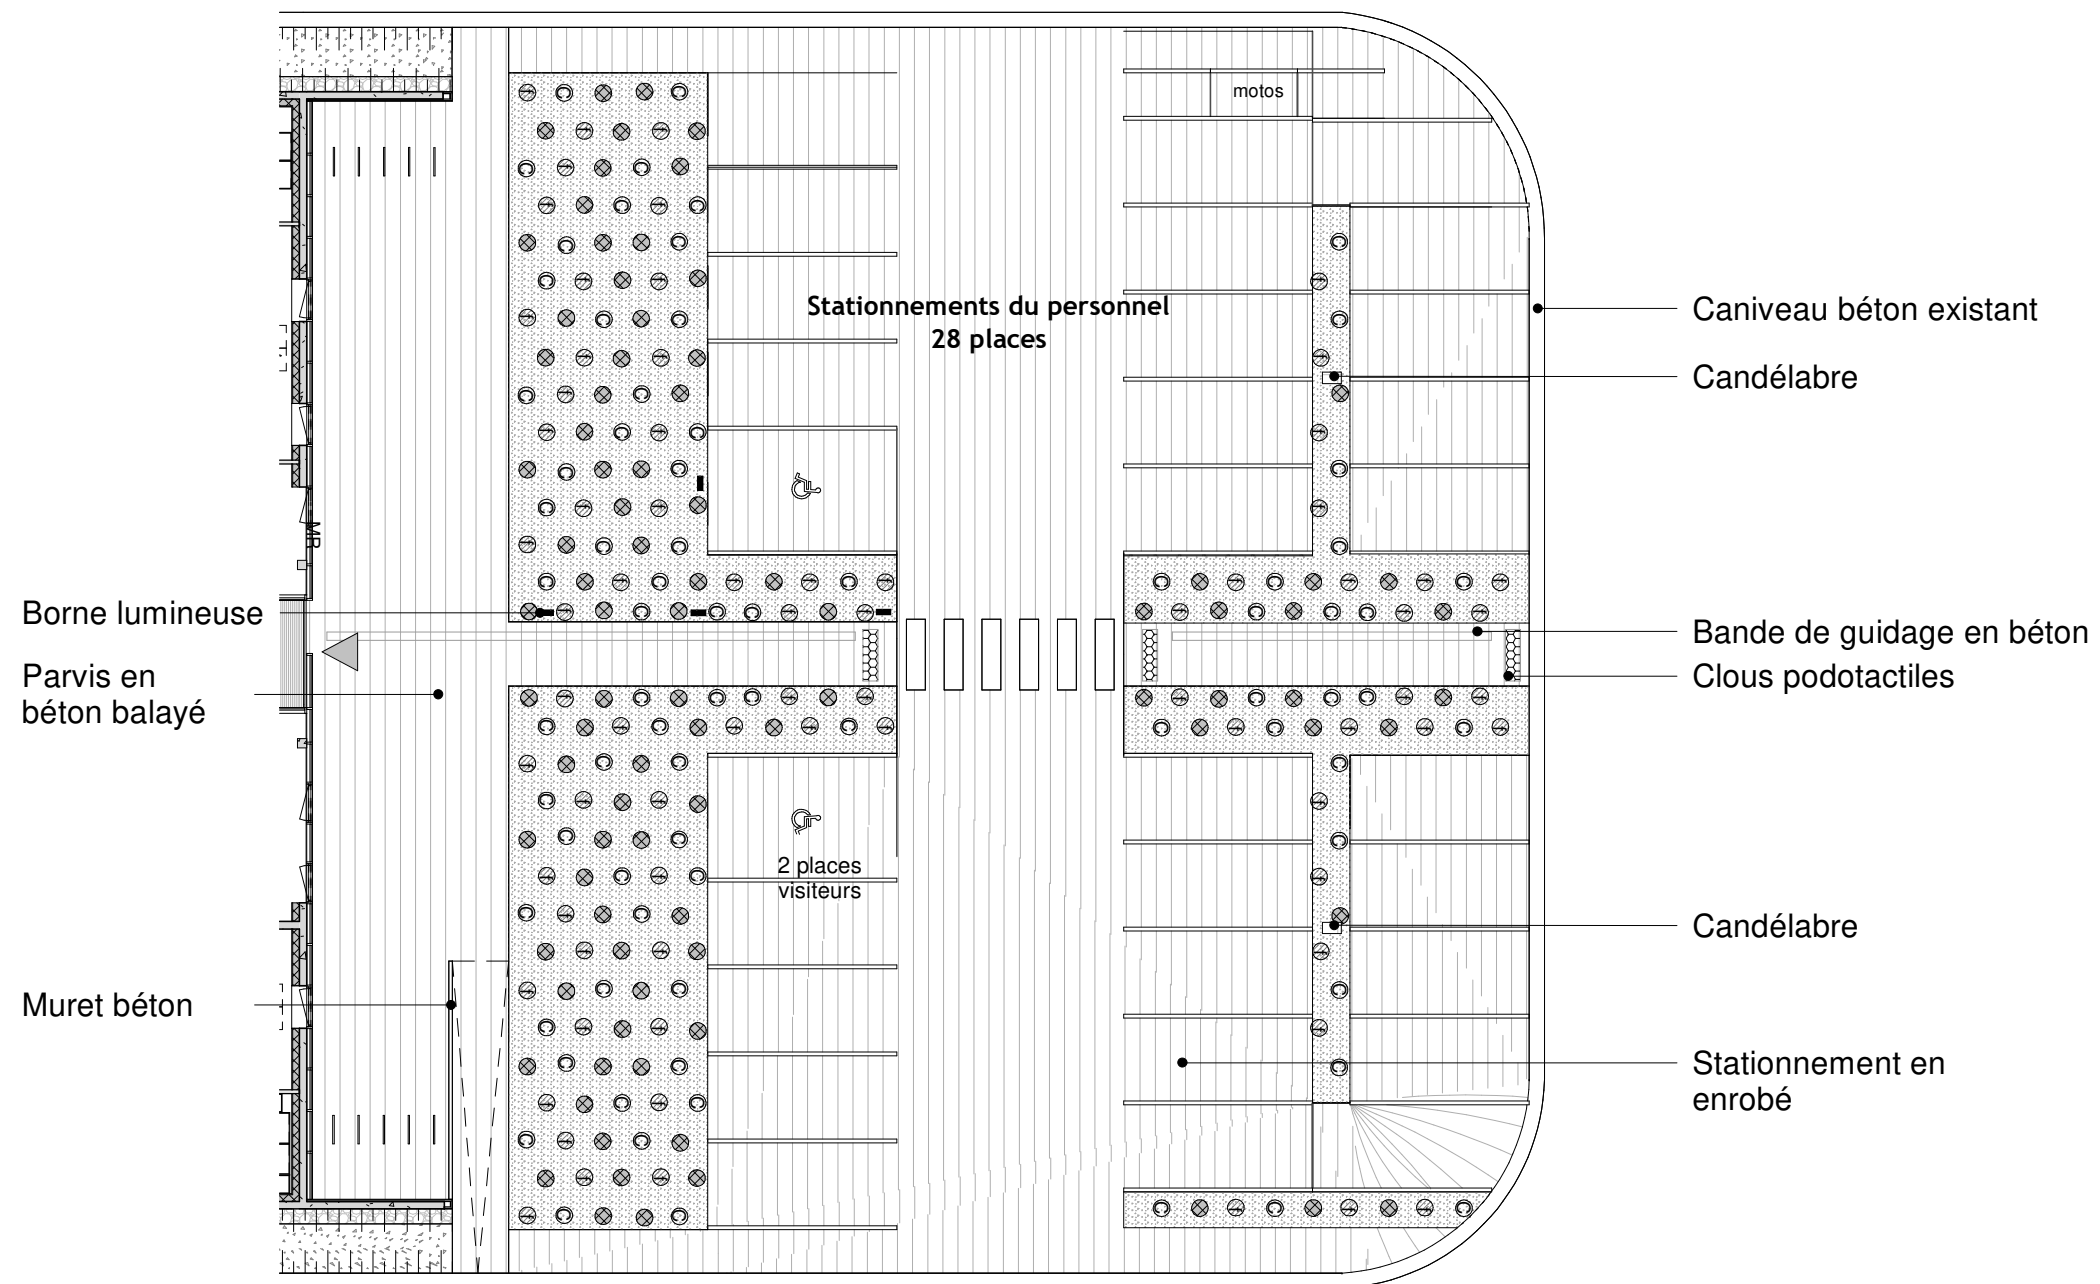 motos
Stationnements du personnel
28 places
Caniveau béton existant
Candélabre
MB
Borne lumineuse
Bande de guidage en béton
Parvis en
béton balayé
Clous podotactiles
2 places
visiteurs
Candélabre
Muret béton
Stationnement en
enrobé